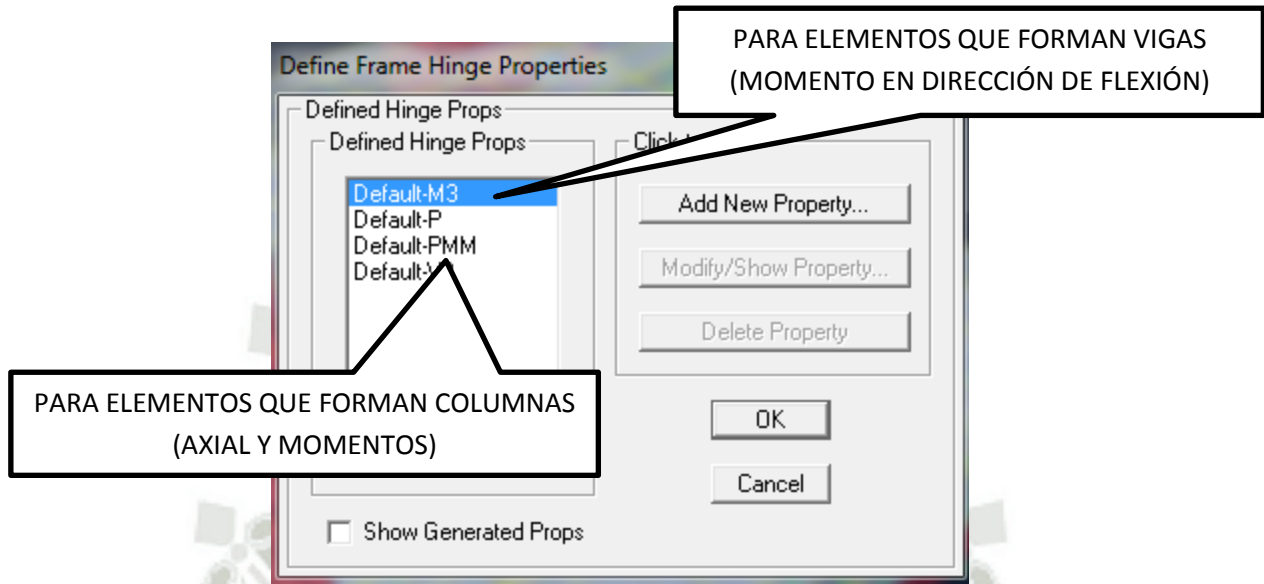 PARA ELEMENTOS QUE FORMAN VIGAS
(MOMENTO EN DIRECCIÓN DE FLEXIÓN)
Define Frame Hinge Properties
Defined Hinge Props
Defined Hinge Props
Click
Default-M3
Default-P
Default-PMM
Add New Property...
Modify/Show Property...
Delete Property
PARA ELEMENTOS QUE FORMAN COLUMNAS
(AXIAL Y MOMENTOS)
OK
Cancel
Show Generated Props